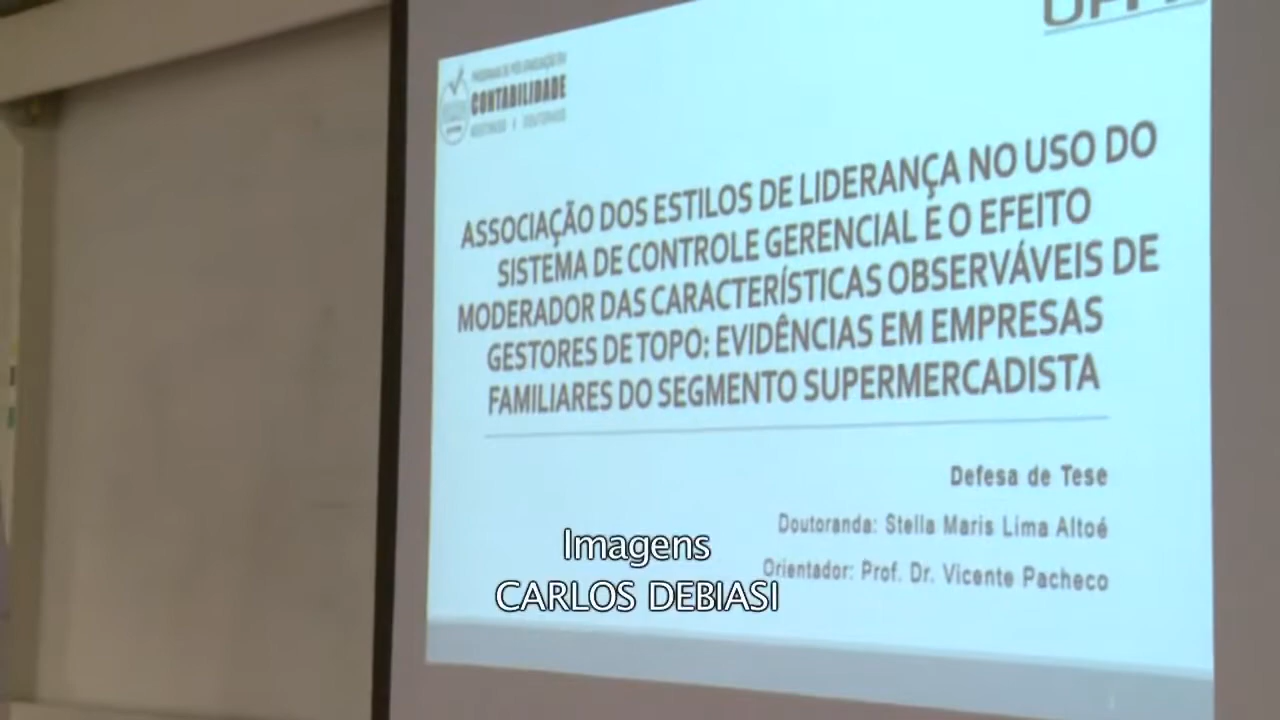 CONTABILIDADE
ASSOCIAÇÃO DOS ESTILOS DE LIDERANÇA NO USO DO
SISTEMA DE CONTROLE GERENCIAL E O EFEITO
MODERADOR DAS CARACTERÍSTICAS OBSERVÁVEIS DE
GESTORES DE TOPO: EVIDÊNCIAS EM EMPRESAS
FAMILIARES DO SEGMENTO SUPERMERCADISTA
Defesa de Tese
Doutoranda: Stella Maris Lima Altoé
Orientador: Prof. Dr. Vicente Pacheco
Imagens
CARLOS DEBIASI